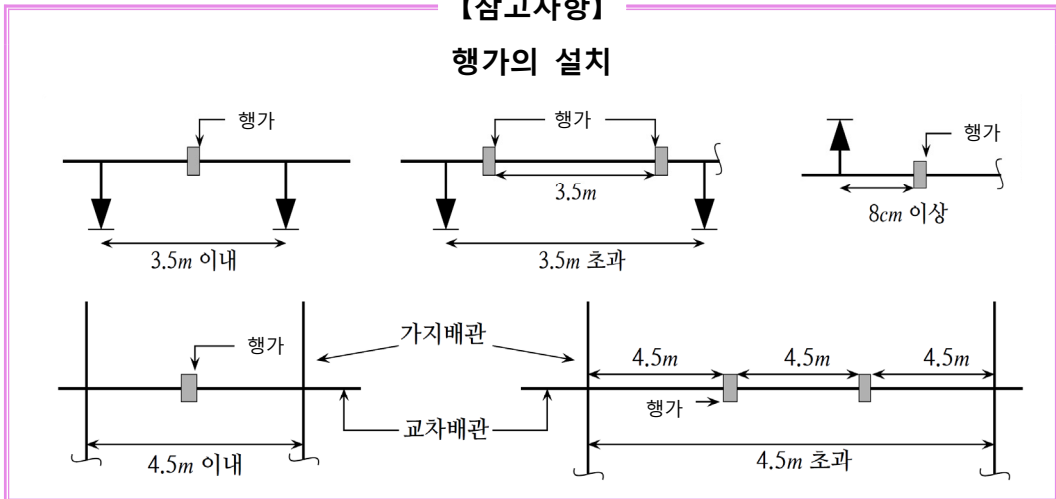 【참고사항】
행가의 설치
행가
3.5m 이내
행가
3.5m
3.5m 초과
행가
8cm 이상
행가
4.5m 이내
가지배관
교차배관
4.5m
4.5m
4.5m
행가
4.5m 초과